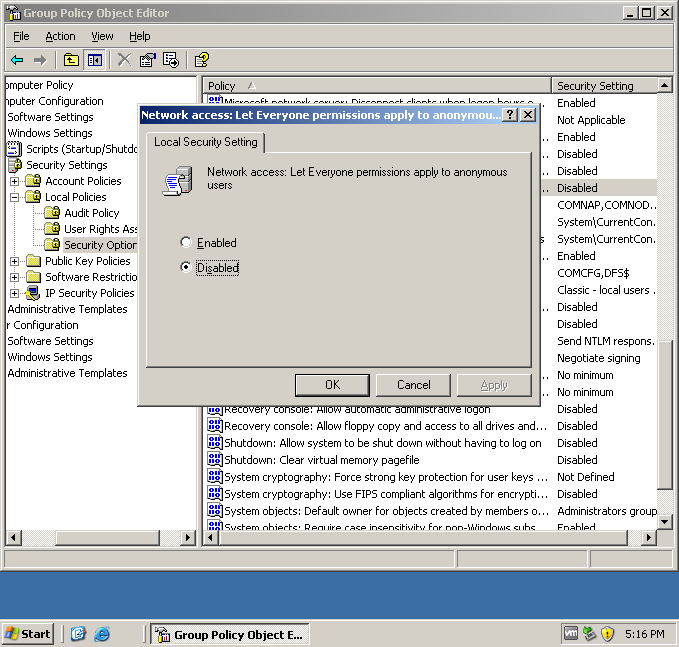 Group Policy Object Editor
File Action View Help
omputer Policy
nputer Configuration
Software Settings
Windows Settings
Scripts (Startup/Shutdo
Security Settings
Account Policies
Local Policies
Audit Policy
User Rights Ass
Security Option
Public Key Policies
Software Restrictio
IP Security Policies
Administrative Templates
r Configuration
Software Settings
Windows Settings
Administrative Templates
Policy Security Setting
Microsoft network server: Disconnect clients when logon hours e... Enabled
Not Applicable
Enabled
Disabled
Disabled
Disabled
COMNAP,COMNOD...
System\CurrentCon...
System\CurrentCon...
Enabled
COMCFG,DFS$
Classic - local users ...
Disabled
Disabled
Send NTLM respons...
Negotiate signing
No minimum
No minimum
Recovery console: Allow automatic administrative logon Disabled
Recovery console: Allow floppy copy and access to all drives and... Disabled
Shutdown: Allow system to be shut down without having to log on Disabled
Shutdown: Clear virtual memory pagefile Disabled
System cryptography: Force strong key protection for user keys ... Not Defined
System cryptography: Use FIPS compliant algorithms for encrypti... Disabled
System objects: Default owner for objects created by members o... Administrators group
System objects: Require case insensitivity for non-Windows subs Enabled
Network access: Let Everyone permissions apply to anonymou...
Local Security Setting
Network access: Let Everyone permissions apply to anonymous
users
Enabled
Disabled
OK Cancel Apply
Start Group Policy Object E... vm 5:16 PM